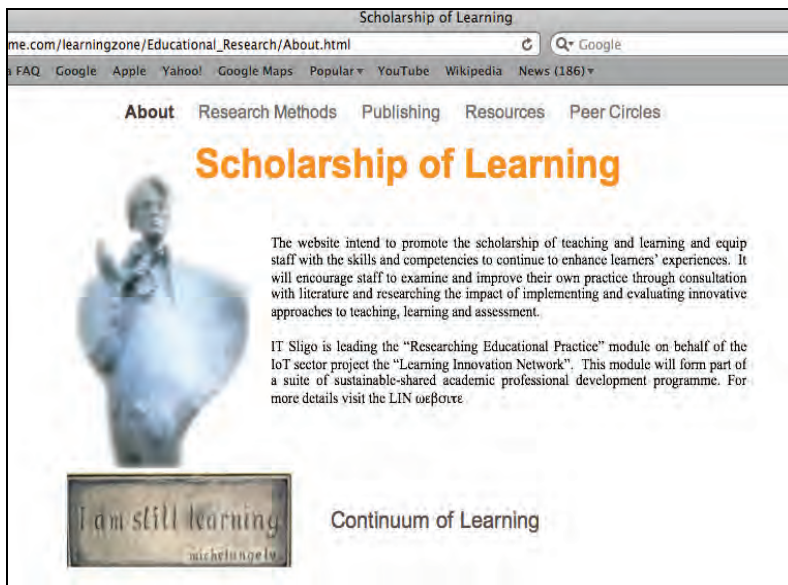 Scholarship of Learning
me.com/learningzone/Educational_Research/About.html
Google
FAQ Google Apple Yahoo! Google Maps Popular YouTube Wikipedia News (186)
About Research Methods Publishing Resources Peer Circles
Scholarship of Learning
The website intend to promote the scholarship of teaching and learning and equip
staff with the skills and competencies to continue to enhance learners' experiences. It
will encourage staff to examine and improve their own practice through consultation
with literature and researching the impact of implementing and evaluating innovative
approaches to teaching, learning and assessment.
IT Sligo is leading the “Researching Educational Practice” module on behalf of the
IoT sector project the “Learning Innovation Network”. This module will form part of
a suite of sustainable-shared academic professional development programme. For
more details visit the LIN ωεβσιτε
I am still learning
michelangelo
Continuum of Learning